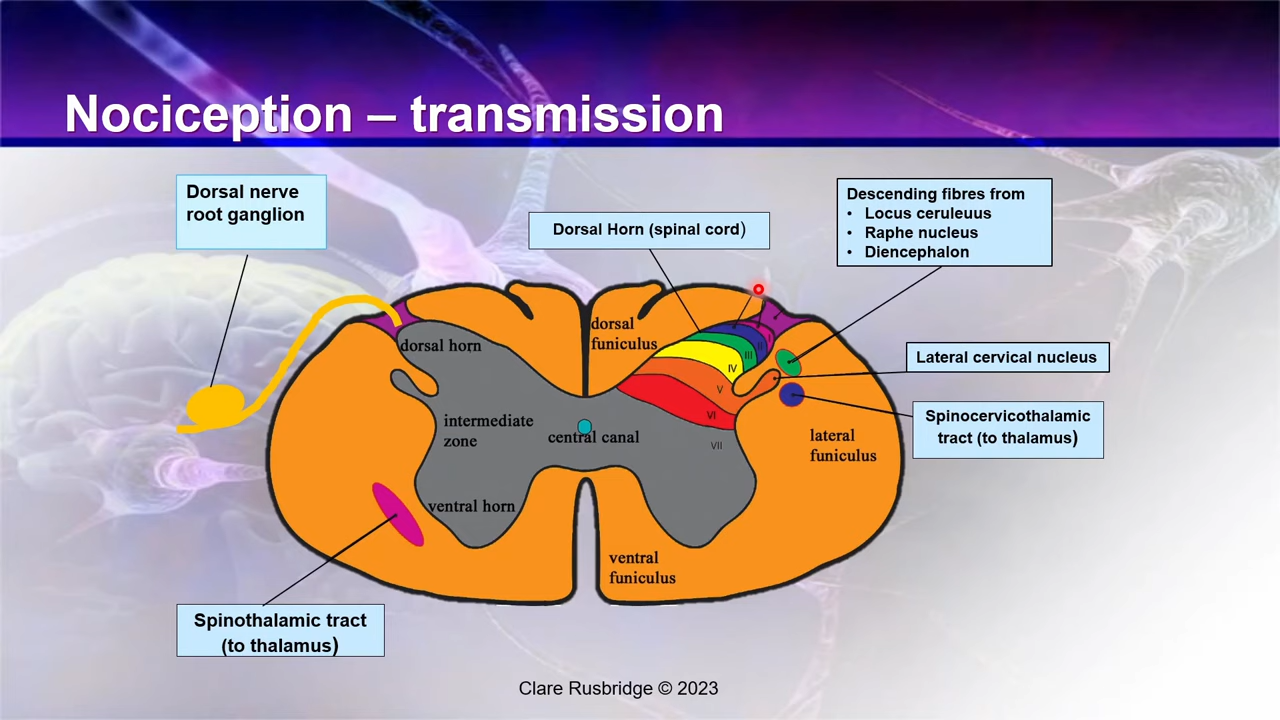 Nociception – transmission
Dorsal nerve
root ganglion
Dorsal Horn (spinal cord)
Descending fibres from
• Locus ceruleuus
• Raphe nucleus
• Diencephalon
dorsal
funiculus
dorsal horn
II
III
IV
V
VI
VII
Lateral cervical nucleus
Spinocervicothalamic
tract (to thalamus)
intermediate
zone
central canal
lateral
funiculus
ventral horn
ventral
funiculus
Spinothalamic tract
(to thalamus)
Clare Rusbridge © 2023